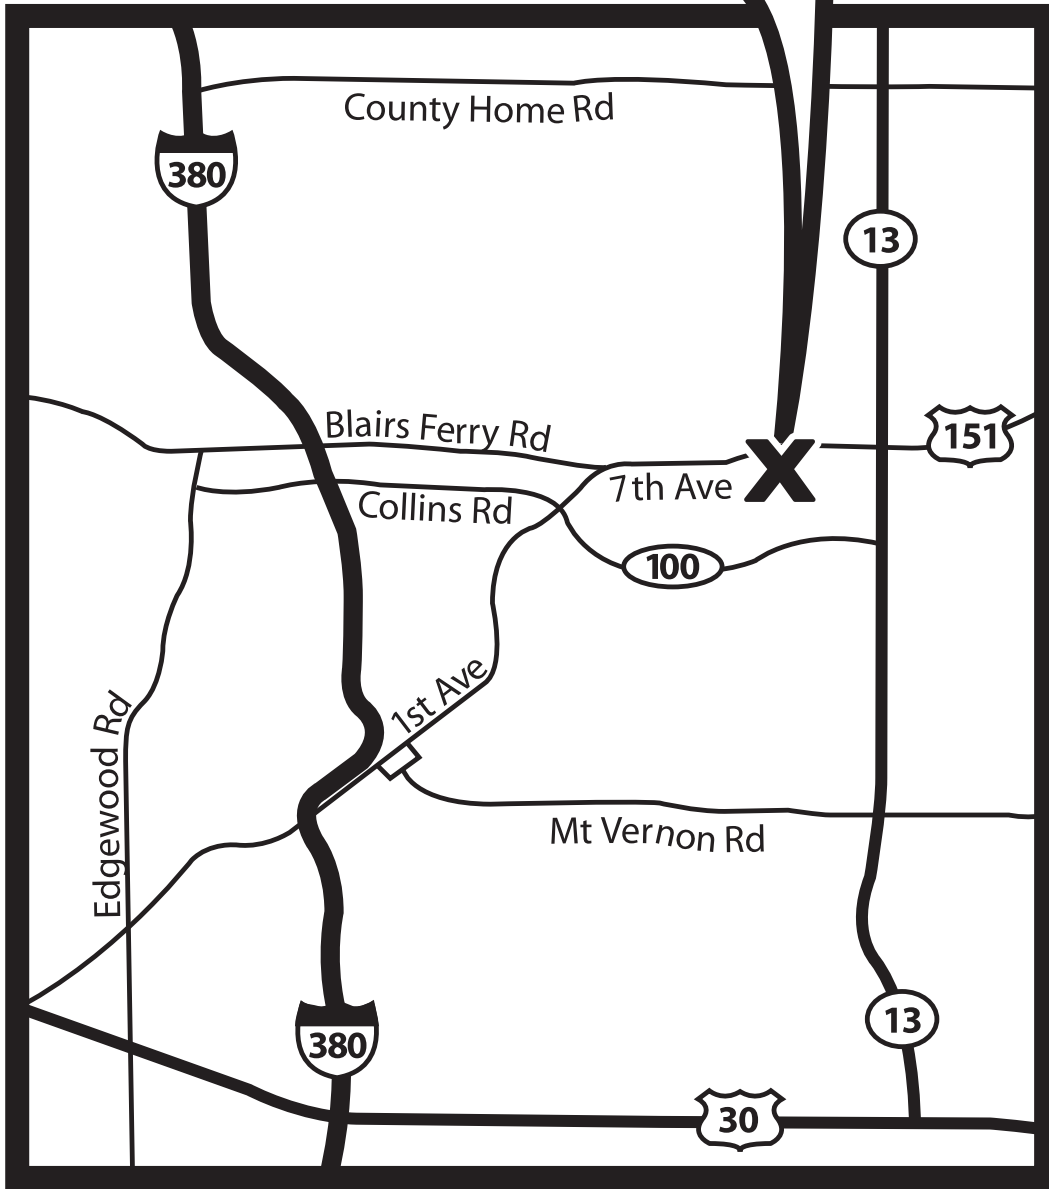 County Home Rd
380
13
Blairs Ferry Rd
151
7th Ave
X
Collins Rd
100
1st Ave
Edgewood Rd
Mt Vernon Rd
13
380
30